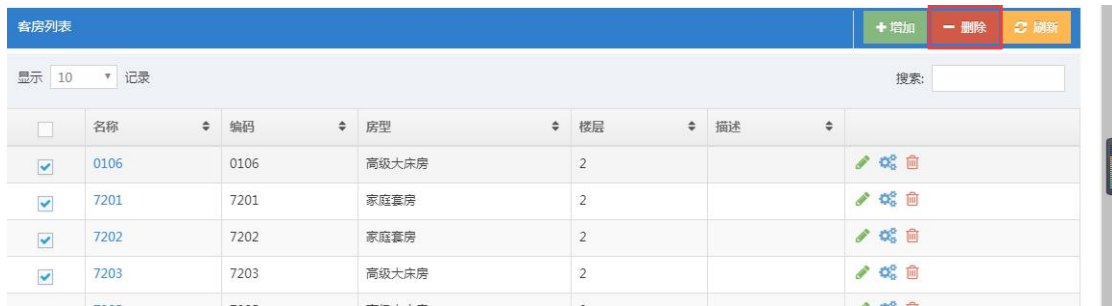 客房列表 增加 删除 刷新
显示 10 记录 搜索:
名称 编码 房型 楼层 描述
0106 0106 高级大床房 2
7201 7201 家庭套房 2
7202 7202 家庭套房 2
7203 7203 高级大床房 2